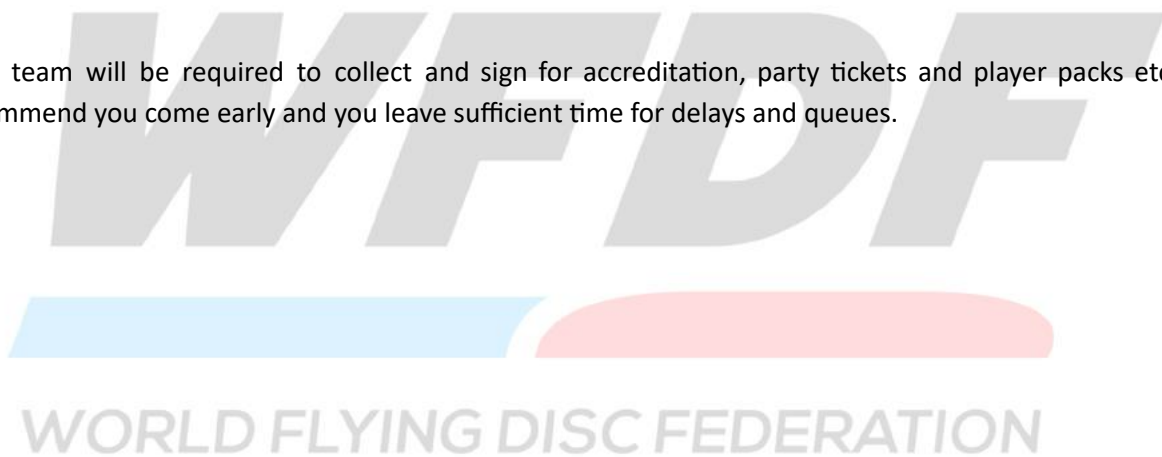 team will be required to collect and sign for accreditation, party tickets and player packs etc
mmend you come early and you leave sufficient time for delays and queues.
WFDF
WORLD FLYING DISC FEDERATION